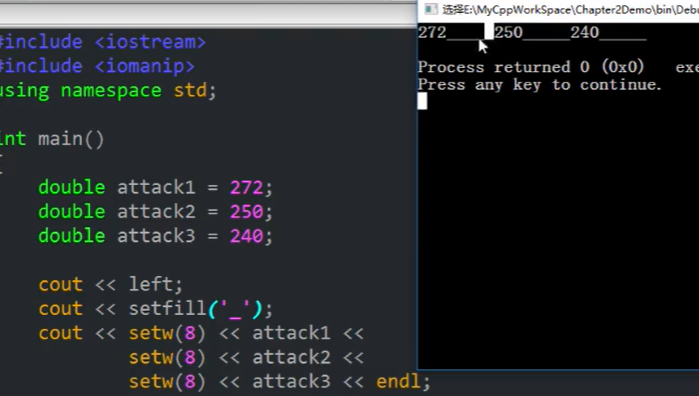 #include <iostream>
#include <iomanip>
using namespace std;
int main()
{
double attack1 = 272;
double attack2 = 250;
double attack3 = 240;
cout << left;
cout << setfill('_');
cout << setw(8) << attack1 <<
setw(8) << attack2 <<
setw(8) << attack3 << endl;
选择E:\MyCppWorkSpace\Chapter2Demo\bin\Debu
272_____250_____240_____
Process returned 0 (0x0) exe
Press any key to continue.